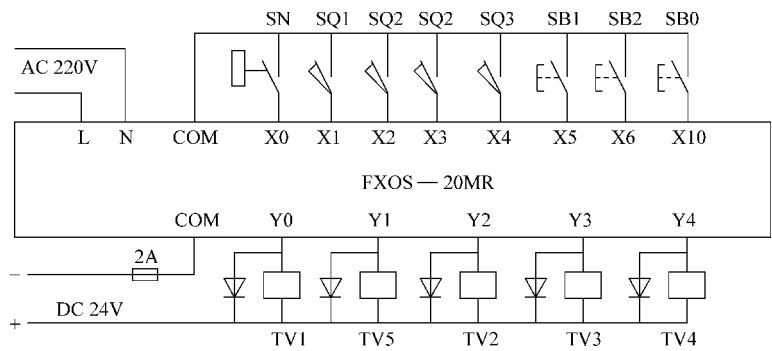 SN SQ1 SQ2 SQ2 SQ3 SB1 SB2 SB0
AC 220V
L N COM X0 X1 X2 X3 X4 X5 X6 X10
FXOS — 20MR
COM Y0 Y1 Y2 Y3 Y4
2A
−
DC 24V
+
TV1 TV5 TV2 TV3 TV4